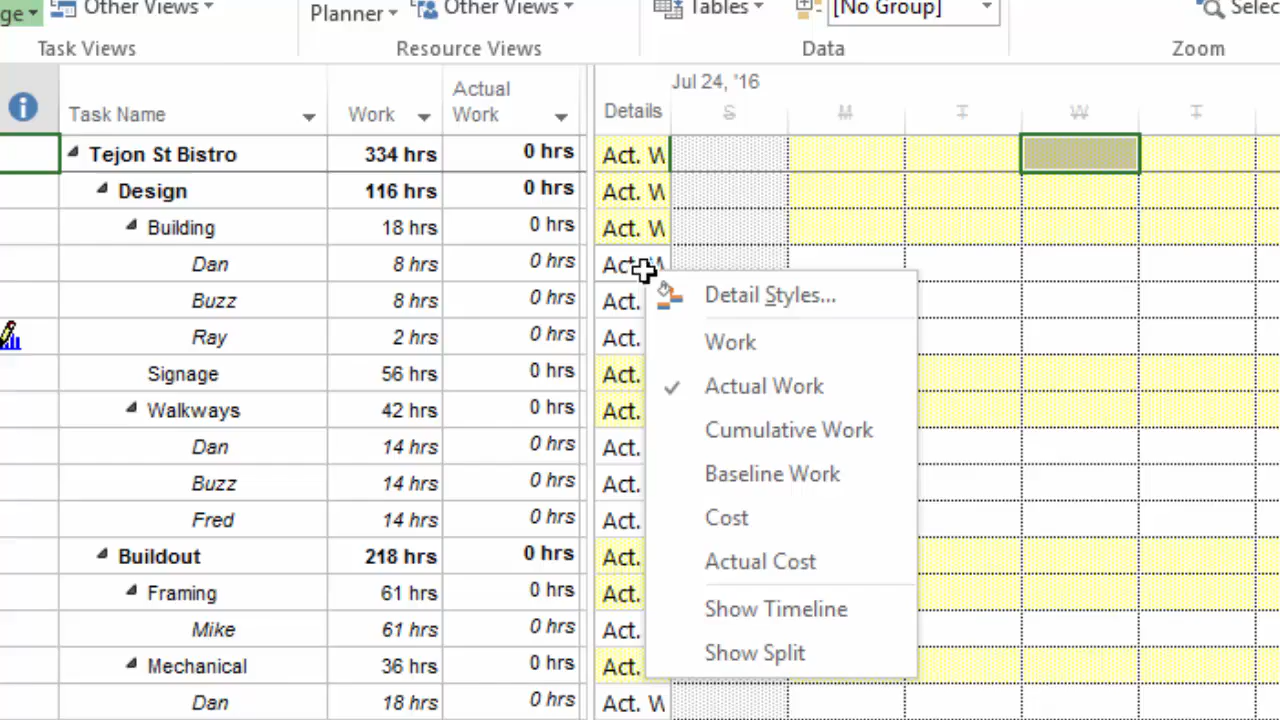 ge Other Views Planner Other Views Tables [No Group] Selec
Task Views Resource Views Data Zoom
Jul 24, '16
Task Name Work Actual Work Details S M T W T
Tejon St Bistro 334 hrs 0 hrs Act. W
Design 116 hrs 0 hrs Act. W
Building 18 hrs 0 hrs Act. W
Dan 8 hrs 0 hrs Act. W
Buzz 8 hrs 0 hrs Act.
Ray 2 hrs 0 hrs Act.
Signage 56 hrs 0 hrs Act.
Walkways 42 hrs 0 hrs Act.
Dan 14 hrs 0 hrs Act.
Buzz 14 hrs 0 hrs Act.
Fred 14 hrs 0 hrs Act.
Buildout 218 hrs 0 hrs Act.
Framing 61 hrs 0 hrs Act.
Mike 61 hrs 0 hrs Act.
Mechanical 36 hrs 0 hrs Act.
Dan 18 hrs 0 hrs Act. W
Detail Styles...
Work
Actual Work
Cumulative Work
Baseline Work
Cost
Actual Cost
Show Timeline
Show Split